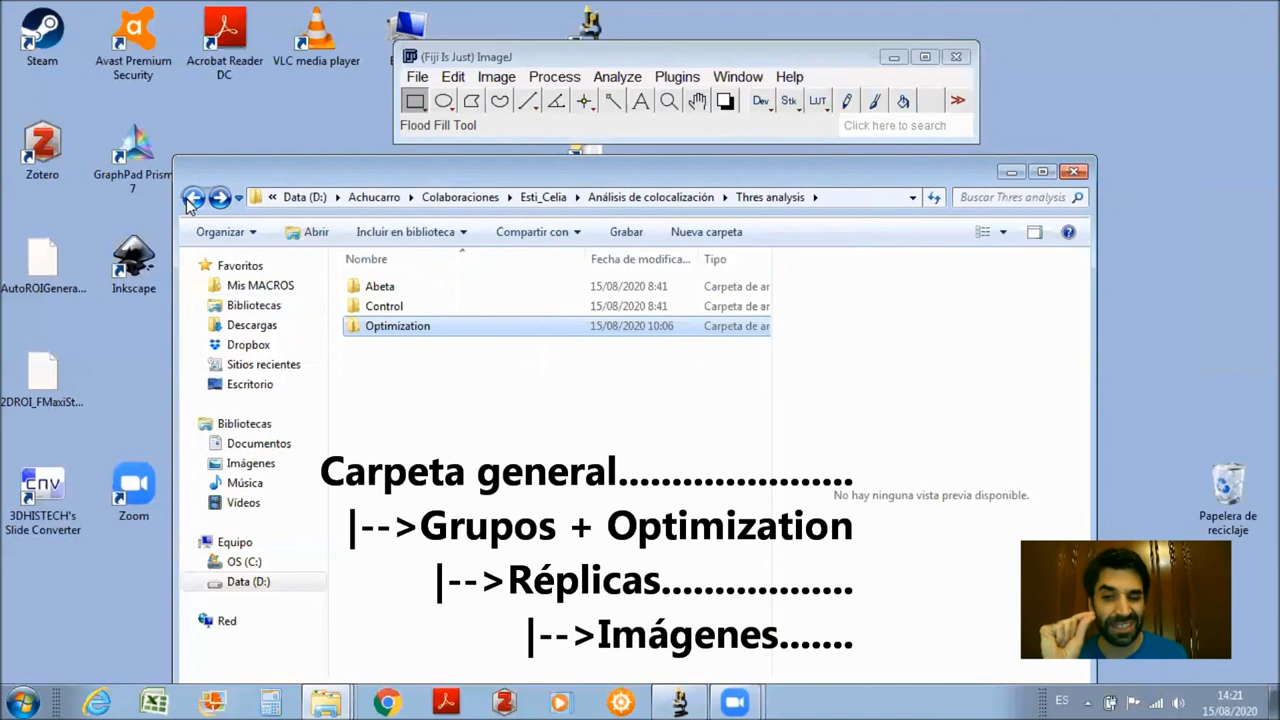 Steam
Avast Premium
Security
Acrobat Reader
DC
VLC media player
Zotero
GraphPad Prism
7
AutoROIGenera...
Inkscape
2DROI_FMaxiSt...
CNV
3DHISTECH's
Slide Converter
Zoom
(Fiji Is Just) ImageJ
File Edit Image Process Analyze Plugins Window Help
A Dev Stk LUT >>
Flood Fill Tool
Click here to search
« Data (D:) Achucarro Colaboraciones Esti_Celia Análisis de colocalización Thres analysis
Buscar Thres analysis
Organizar Abrir Incluir en biblioteca Compartir con Grabar Nueva carpeta
Nombre Fecha de modifica... Tipo
Abeta 15/08/2020 8:41 Carpeta de ar
Control 15/08/2020 8:41 Carpeta de ar
Optimization 15/08/2020 10:06 Carpeta de ar
Favoritos
Mis MACROS
Bibliotecas
Descargas
Dropbox
Sitios recientes
Escritorio
Bibliotecas
Documentos
Imágenes
Música
Vídeos
Equipo
OS (C:)
Data (D:)
Red
No hay ninguna vista previa disponible.
Carpeta general......................
|-->Grupos + Optimization
|-->Réplicas..................
|-->Imágenes.......
Papelera de
reciclaje
ES
14:21
15/08/2020